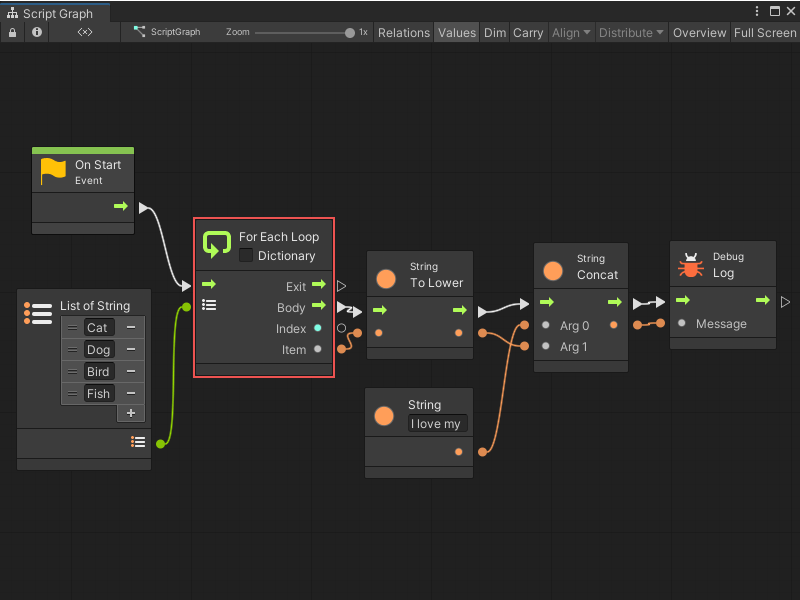 Script Graph
ScriptGraph Zoom 1x Relations Values Dim Carry Align Distribute Overview Full Screen
On Start
Event
For Each Loop
Dictionary
Exit
Body
Index
Item
List of String
Cat
Dog
Bird
Fish
+
String
To Lower
String
I love my
String
Concat
Arg 0
Arg 1
Debug
Log
Message